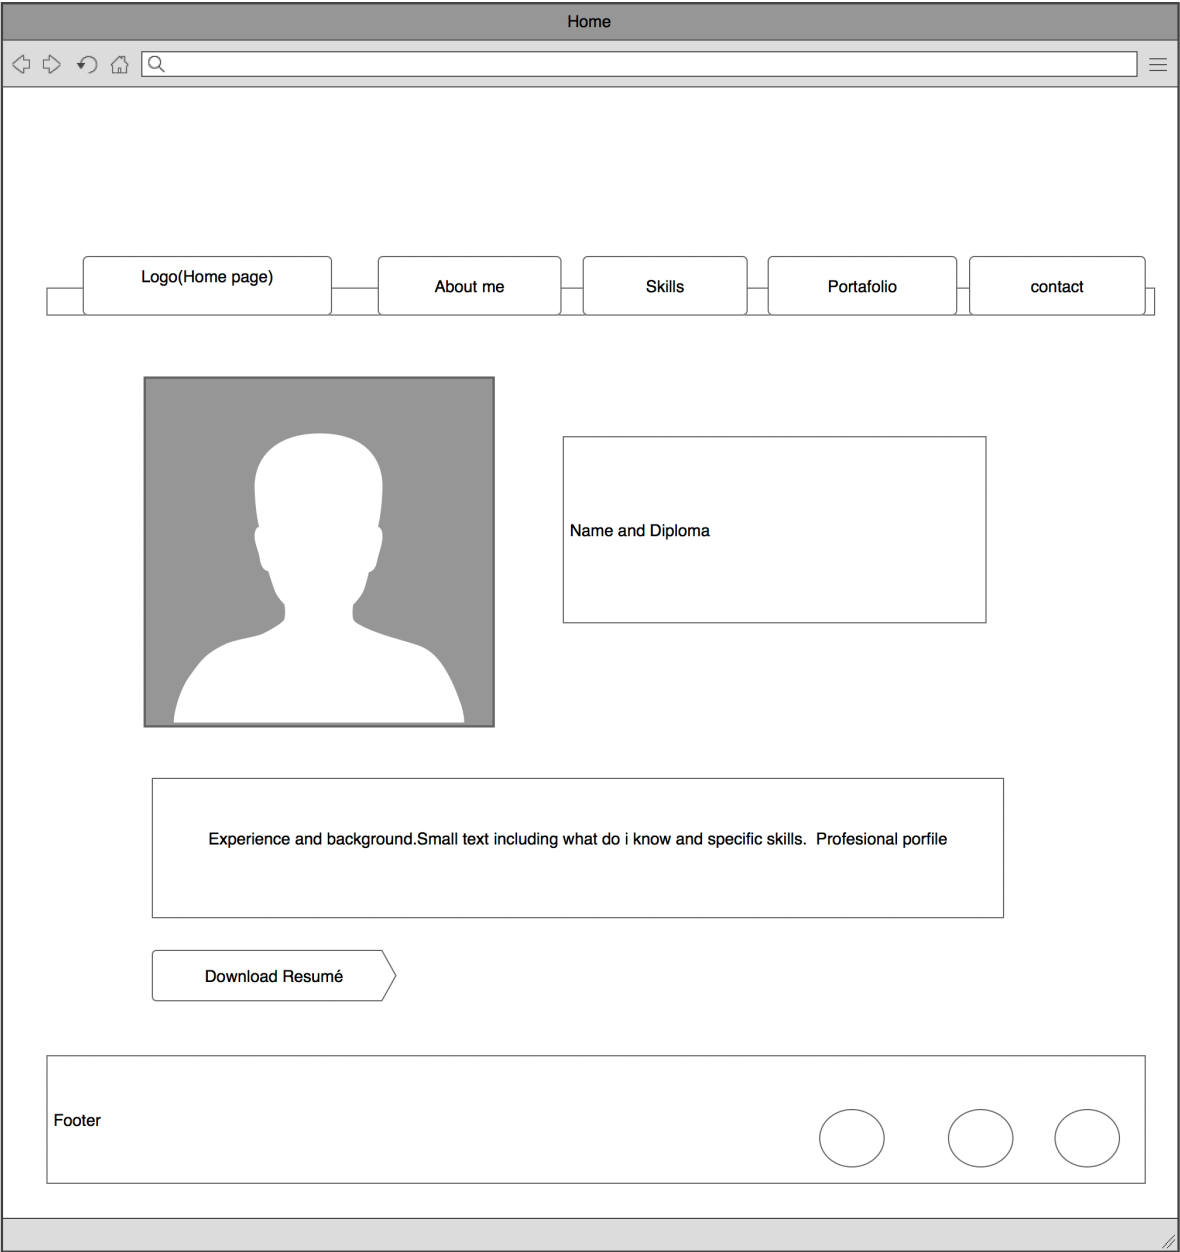 Home
Logo(Home page)
About me
Skills
Portafolio
contact
Name and Diploma
Experience and background.Small text including what do i know and specific skills.  Profesional porfile
Download Resumé
Footer